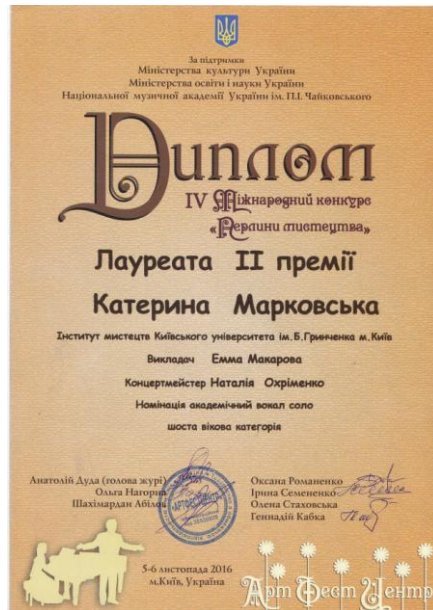 За підтримки
Міністерства культури України
Міністерства освіти і науки України
Національної музичної академії України ім. П.І. Чайковського
Диплом
IV Міжнародний конкурс
«Перлини мистецтва»
Лауреата II премії
Катерина Марковська
Інститут мистецтв Київського університета ім.Б.Гринченка м.Київ
Викладач Емма Макарова
Концертмейстер Наталія Охріменко
Номінація академічний вокал соло
шоста вікова категорія
Анатолій Дуда (голова журі)
Ольга Нагорна
Шахімардан Абілов
Оксана Романенко
Ірина Семененко
Олена Стаховська
Геннадій Кабка
5-6 листопада 2016
м.Київ, Україна
Арт Фест Центр